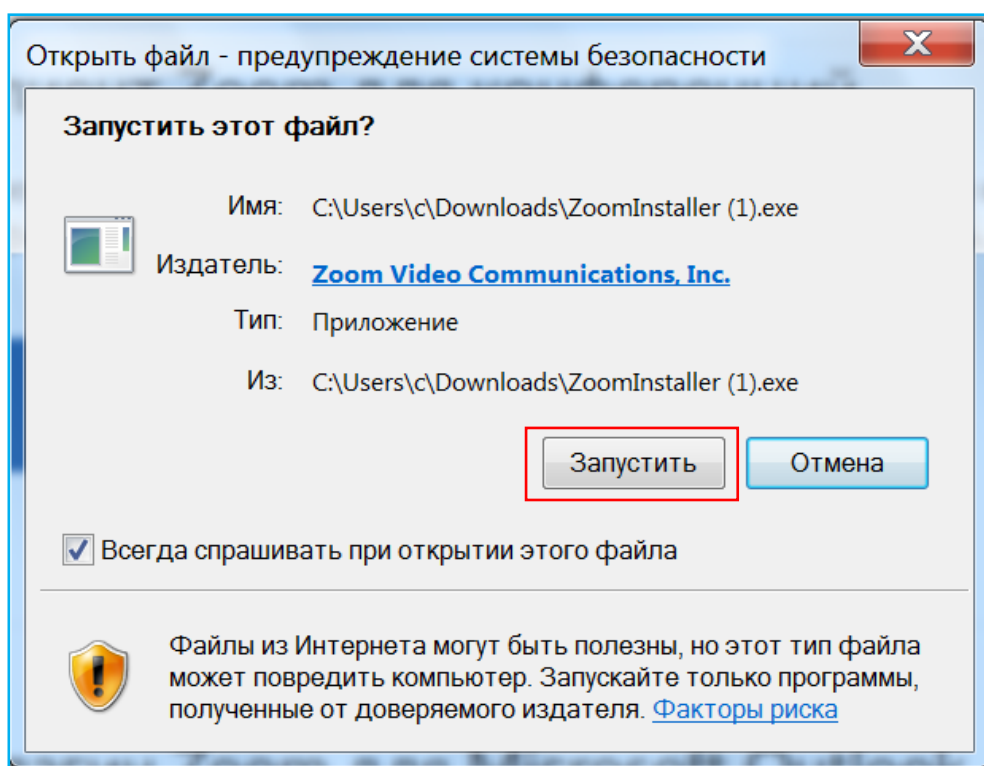 Открыть файл - предупреждение системы безопасности
Запустить этот файл?
Имя: C:\Users\c\Downloads\ZoomInstaller (1).exe
Издатель: Zoom Video Communications, Inc.
Тип: Приложение
Из: C:\Users\c\Downloads\ZoomInstaller (1).exe
Запустить Отмена
Всегда спрашивать при открытии этого файла
Файлы из Интернета могут быть полезны, но этот тип файла
может повредить компьютер. Запускайте только программы,
полученные от доверяемого издателя. Факторы риска